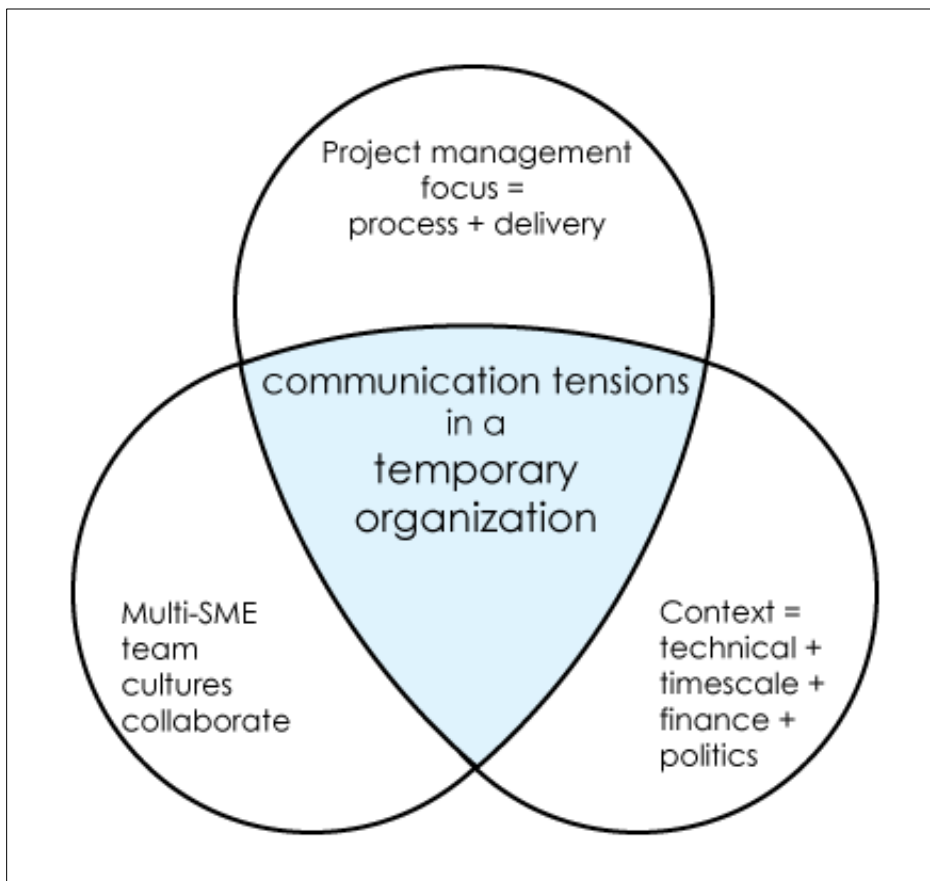 Project management
focus =
process + delivery
communication tensions
in a
temporary
organization
Multi-SME
team
cultures
collaborate
Context =
technical +
timescale +
finance +
politics